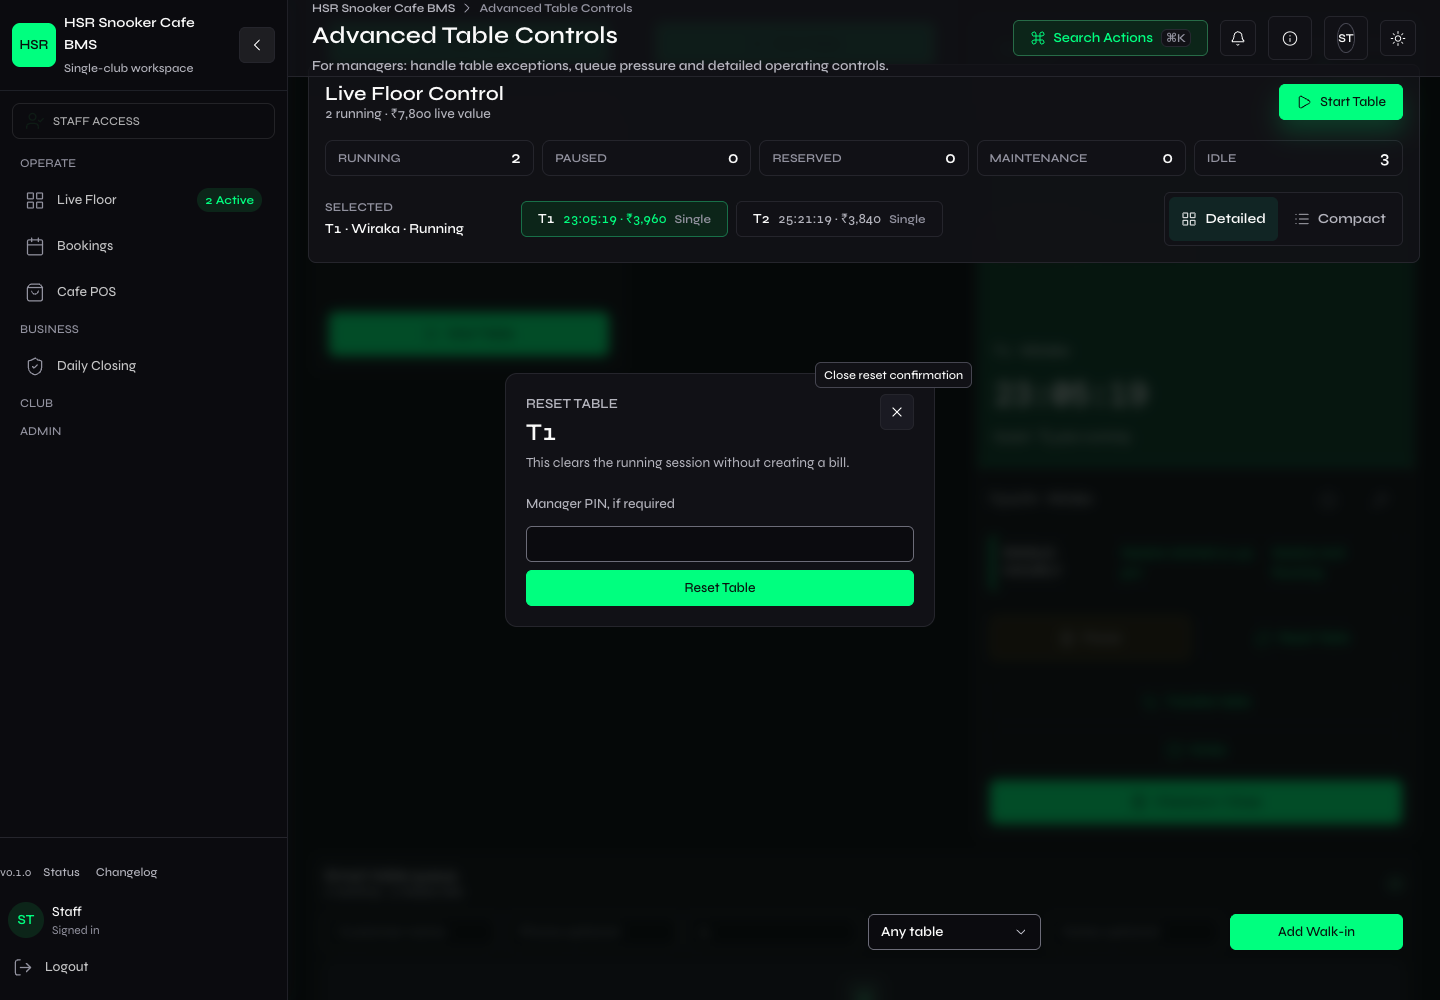 HSR
HSR Snooker Cafe
BMS
Single-club workspace
STAFF ACCESS
OPERATE
Live Floor
2 Active
Bookings
Cafe POS
BUSINESS
Daily Closing
CLUB
ADMIN
v0.1.0 Status Changelog
ST
Staff
Signed in
Logout
HSR Snooker Cafe BMS > Advanced Table Controls
Advanced Table Controls
For managers: handle table exceptions, queue pressure and detailed operating controls.
Search Actions ⌘K
ST
Live Floor Control
2 running · ₹7,800 live value
Start Table
RUNNING 2
PAUSED 0
RESERVED 0
MAINTENANCE 0
IDLE 3
SELECTED
T1 · Wiraka · Running
T1 23:05:19 · ₹3,960 Single
T2 25:21:19 · ₹3,840 Single
Detailed
Compact
Close reset confirmation
RESET TABLE
T1
This clears the running session without creating a bill.
Manager PIN, if required
Reset Table
23:05:19
Any table
Add Walk-in